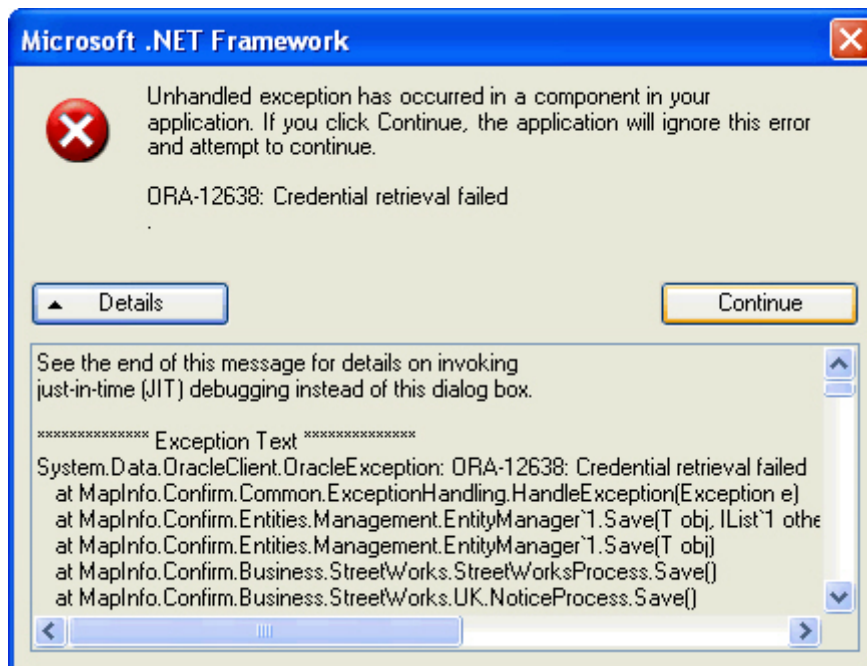 Microsoft .NET Framework
Unhandled exception has occurred in a component in your
application. If you click Continue, the application will ignore this error
and attempt to continue.
ORA-12638: Credential retrieval failed
.
Details
Continue
See the end of this message for details on invoking
just-in-time (JIT) debugging instead of this dialog box.
************** Exception Text **************
System.Data.OracleClient.OracleException: ORA-12638: Credential retrieval failed
at MapInfo.Confirm.Common.ExceptionHandling.HandleException(Exception e)
at MapInfo.Confirm.Entities.Management.EntityManager`1.Save(T obj, IList`1 othe
at MapInfo.Confirm.Entities.Management.EntityManager`1.Save(T obj)
at MapInfo.Confirm.Business.StreetWorks.StreetWorksProcess.Save()
at MapInfo.Confirm.Business.StreetWorks.UK.NoticeProcess.Save()